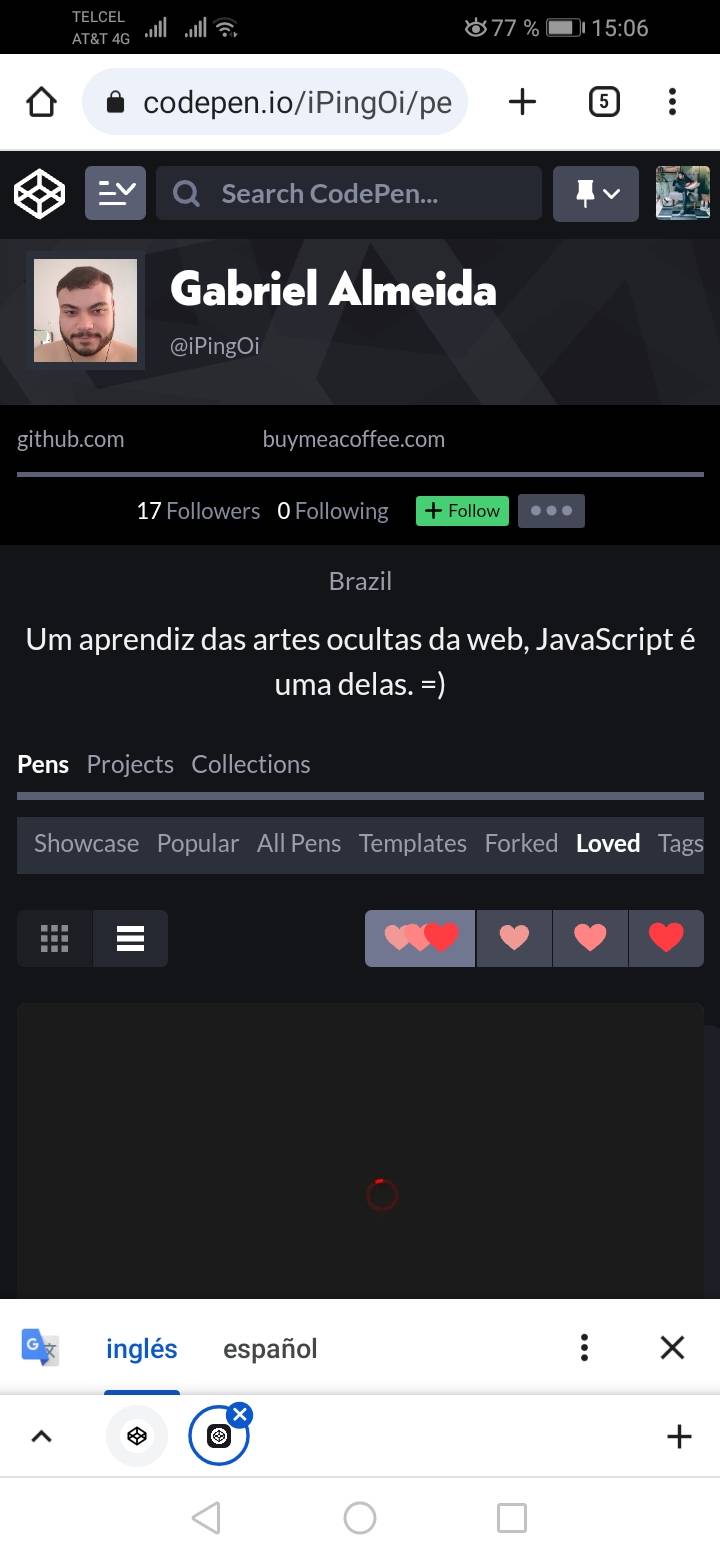 TELCEL
AT&T 4G
77 %
15:06
codepen.io/iPingOi/pe
5
Search CodePen...
Gabriel Almeida
@iPingOi
github.com buymeacoffee.com
17 Followers 0 Following + Follow
Brazil
Um aprendiz das artes ocultas da web, JavaScript é
uma delas. =)
Pens Projects Collections
Showcase Popular All Pens Templates Forked Loved Tags
inglés español